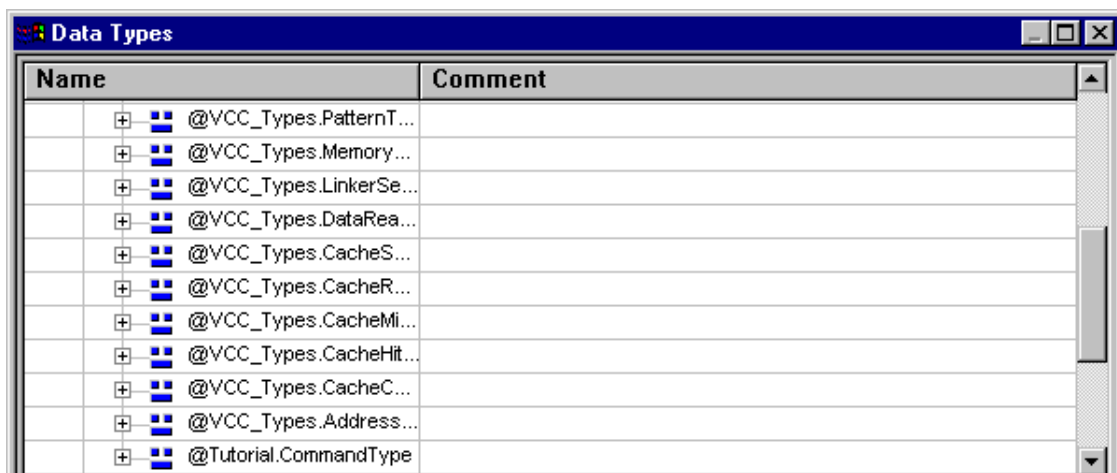 Data Types
Name Comment
@VCC_Types.PatternT...
@VCC_Types.Memory...
@VCC_Types.LinkerSe...
@VCC_Types.DataRea...
@VCC_Types.CacheS...
@VCC_Types.CacheR...
@VCC_Types.CacheMi...
@VCC_Types.CacheHit...
@VCC_Types.CacheC...
@VCC_Types.Address...
@Tutorial.CommandType